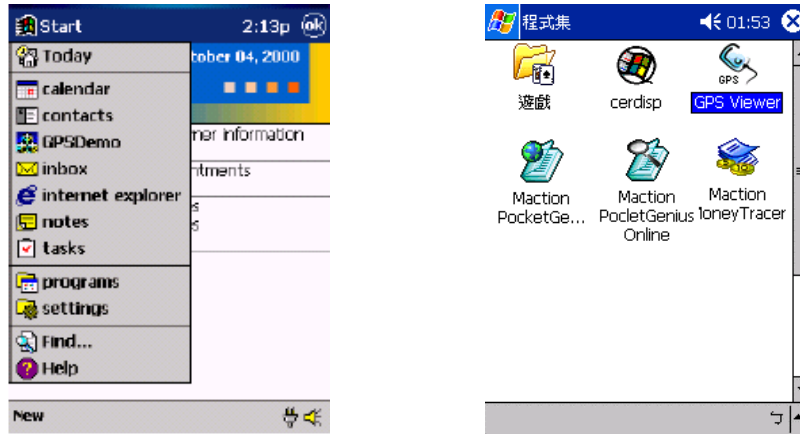 Start 2:13p ok
Today
tober 04, 2000
calendar
contacts
GPSDemo
ner information
inbox
ntments
internet explorer
notes
tasks
programs
settings
Find...
Help
New
程式集 01:53
遊戲
cerdisp
GPS
GPS Viewer
Maction
PocketGe...
Maction
PocletGenius
Online
Maction
MoneyTracer
ㄅ